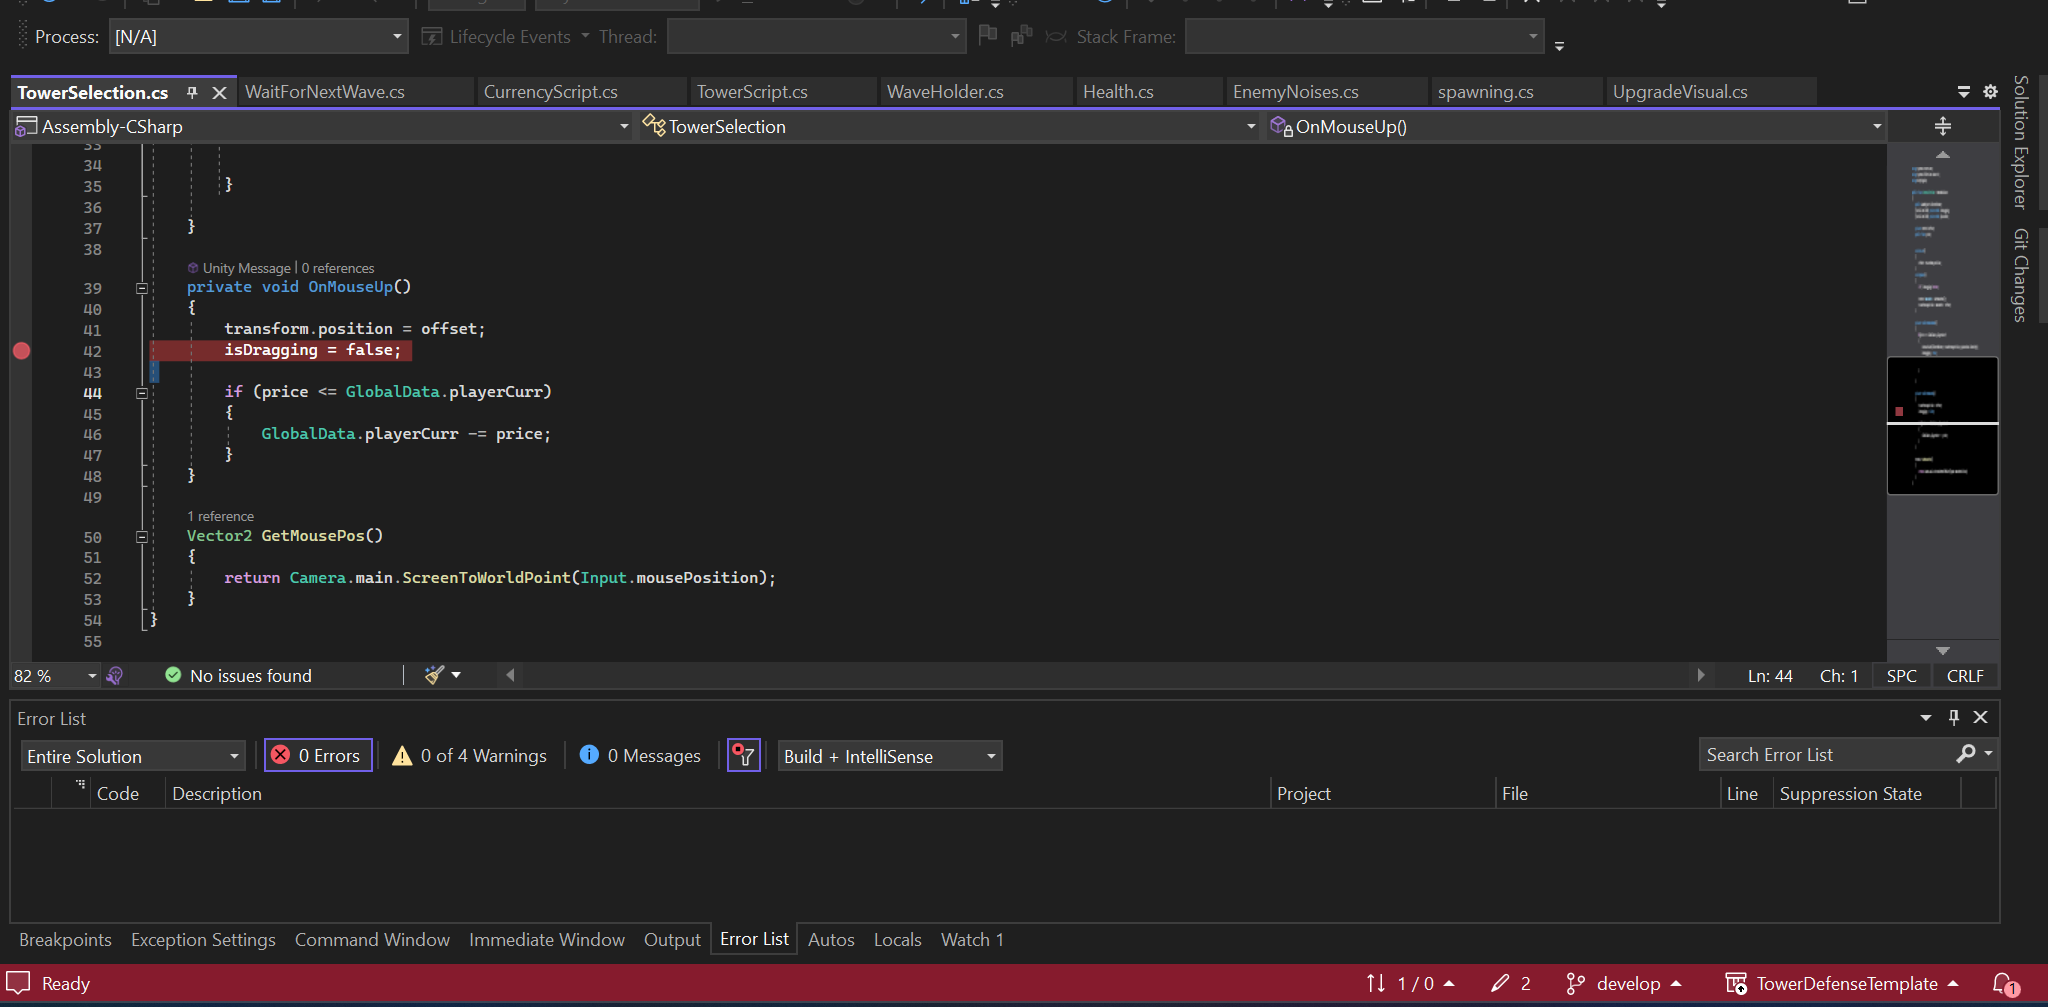 Process: [N/A] Lifecycle Events Thread: Stack Frame:
TowerSelection.cs WaitForNextWave.cs CurrencyScript.cs TowerScript.cs WaveHolder.cs Health.cs EnemyNoises.cs spawning.cs UpgradeVisual.cs
Assembly-CSharp TowerSelection OnMouseUp()
Solution Explorer
Git Changes
33
34
35 }
36
37 }
38
Unity Message | 0 references
39 private void OnMouseUp()
40 {
41 transform.position = offset;
42 isDragging = false;
43
44 if (price <= GlobalData.playerCurr)
45 {
46 GlobalData.playerCurr -= price;
47 }
48 }
49
1 reference
50 Vector2 GetMousePos()
51 {
52 return Camera.main.ScreenToWorldPoint(Input.mousePosition);
53 }
54 }
55
82 % No issues found Ln: 44 Ch: 1 SPC CRLF
Error List
Entire Solution 0 Errors 0 of 4 Warnings 0 Messages Build + IntelliSense Search Error List
Code Description Project File Line Suppression State
Breakpoints Exception Settings Command Window Immediate Window Output Error List Autos Locals Watch 1
Ready 1 / 0 2 develop TowerDefenseTemplate 1